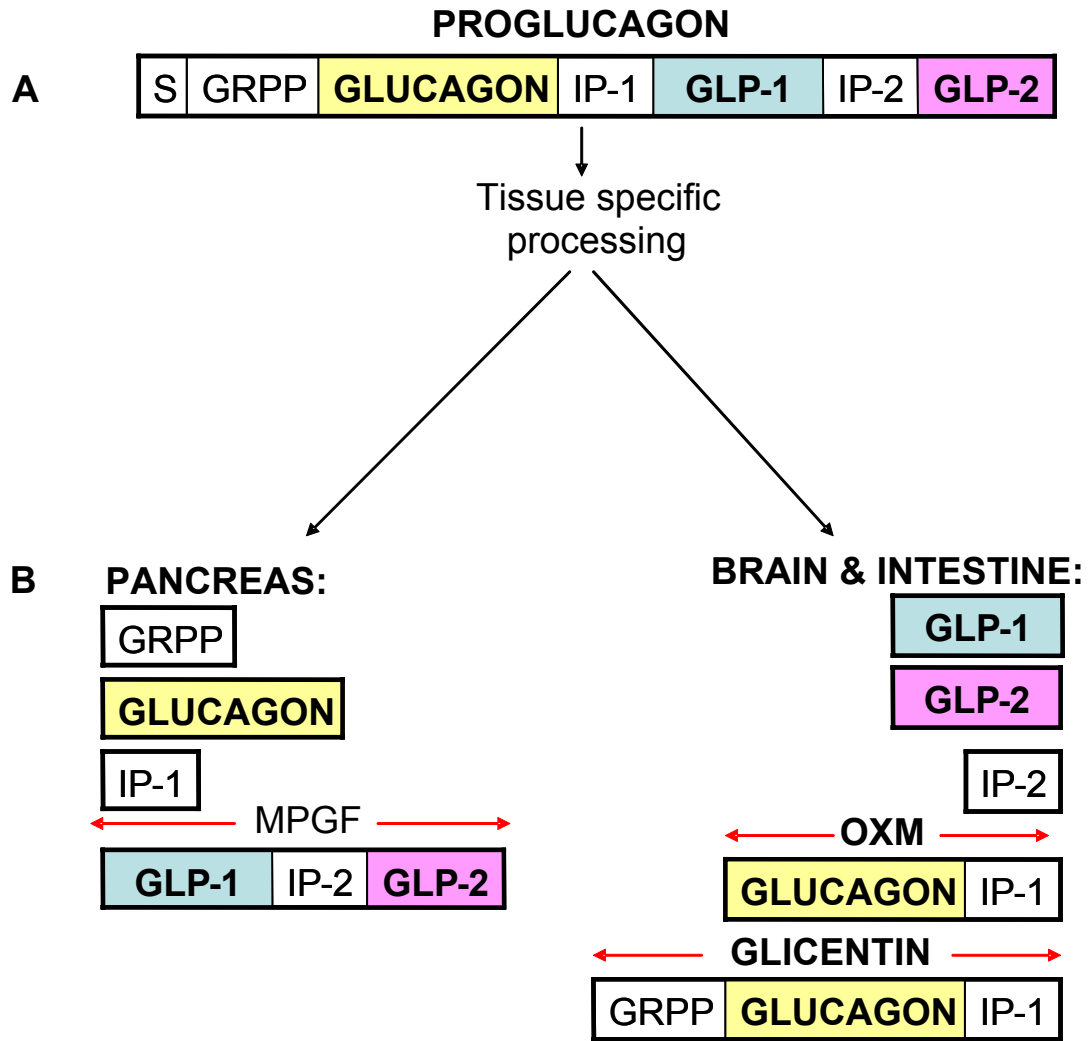 PROGLUCAGON
A
S GRPP GLUCAGON IP-1 GLP-1 IP-2 GLP-2
Tissue specific
processing
B
PANCREAS:
GRPP
GLUCAGON
IP-1
MPGF
GLP-1 IP-2 GLP-2
BRAIN & INTESTINE:
GLP-1
GLP-2
IP-2
OXM
GLUCAGON IP-1
GLICENTIN
GRPP GLUCAGON IP-1